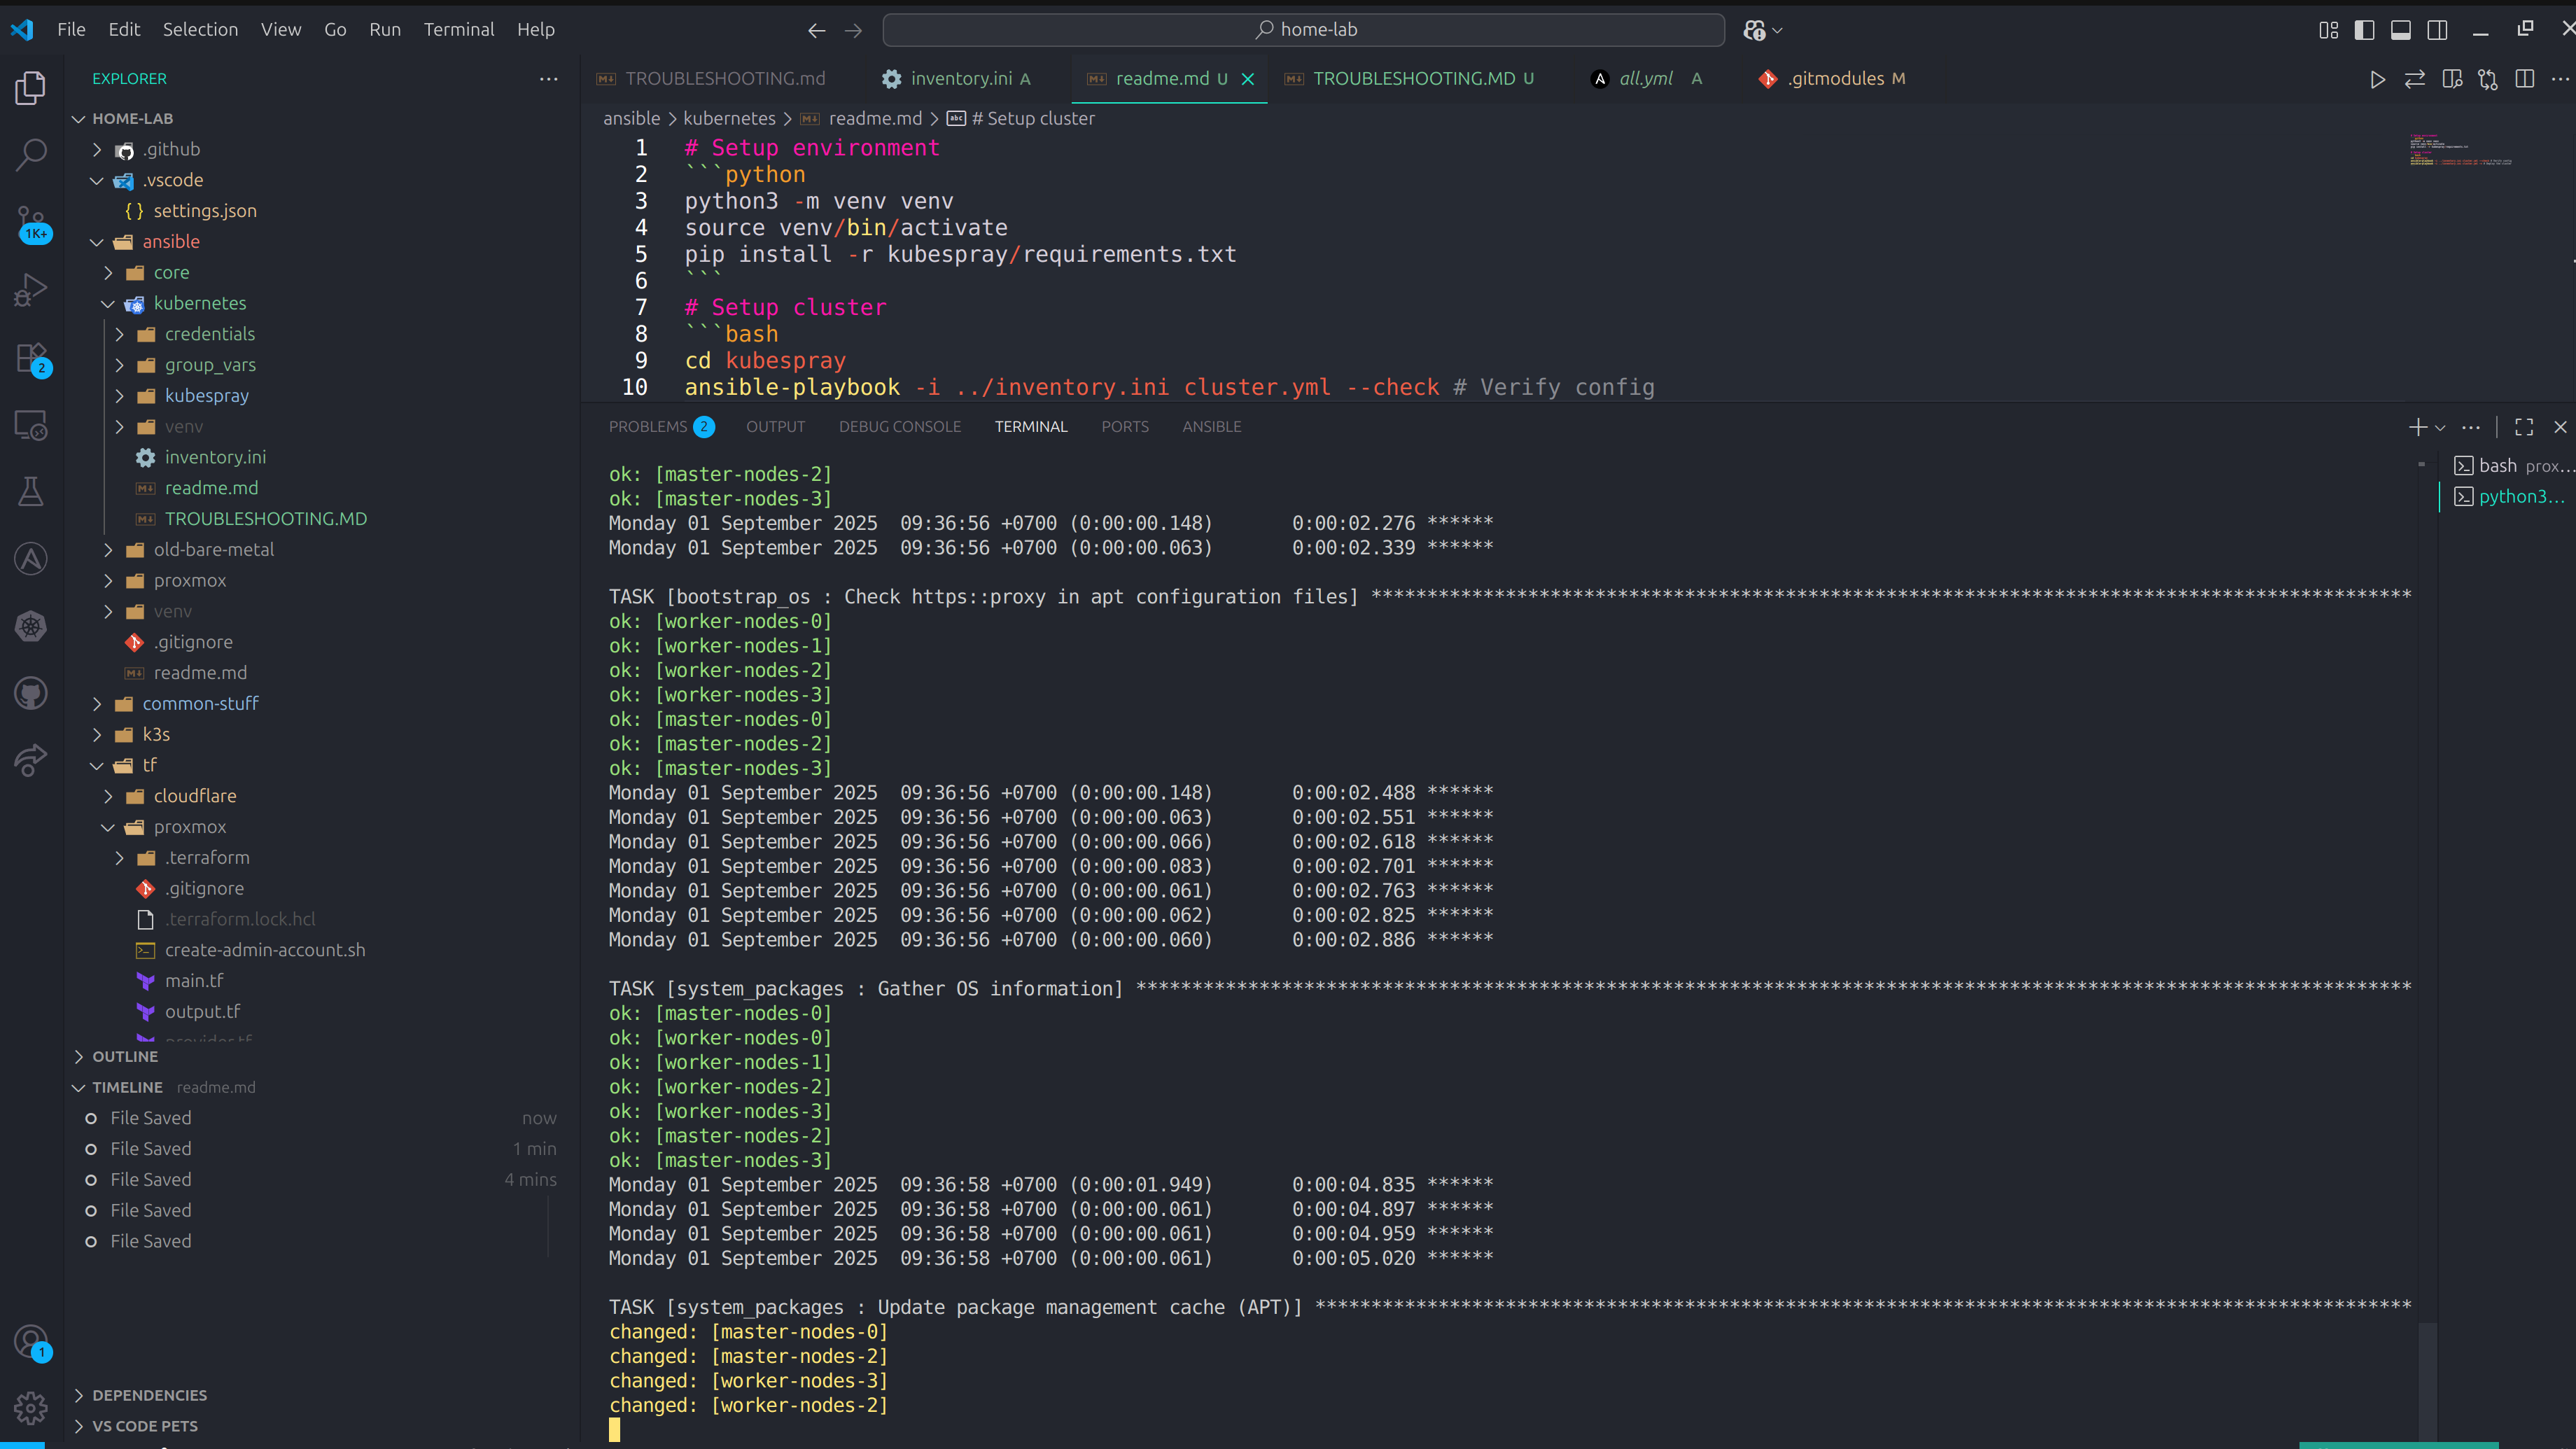 File Edit Selection View Go Run Terminal Help
home-lab
EXPLORER
HOME-LAB
.github
.vscode
settings.json
ansible
core
kubernetes
credentials
group_vars
kubespray
venv
inventory.ini
readme.md
TROUBLESHOOTING.MD
old-bare-metal
proxmox
venv
.gitignore
readme.md
common-stuff
k3s
tf
cloudflare
proxmox
.terraform
.gitignore
.terraform.lock.hcl
create-admin-account.sh
main.tf
output.tf
provider.tf
OUTLINE
TIMELINE readme.md
File Saved now
File Saved 1 min
File Saved 4 mins
File Saved
File Saved
DEPENDENCIES
VS CODE PETS
1K+
2
1
TROUBLESHOOTING.md
inventory.ini A
readme.md U
TROUBLESHOOTING.MD U
all.yml A
.gitmodules M
ansible > kubernetes > readme.md > # Setup cluster
1 # Setup environment
2 ```python
3 python3 -m venv venv
4 source venv/bin/activate
5 pip install -r kubespray/requirements.txt
6 ```
7 # Setup cluster
8 ```bash
9 cd kubespray
10 ansible-playbook -i ../inventory.ini cluster.yml --check # Verify config
PROBLEMS 2 OUTPUT DEBUG CONSOLE TERMINAL PORTS ANSIBLE
ok: [master-nodes-2]
ok: [master-nodes-3]
Monday 01 September 2025  09:36:56 +0700 (0:00:00.148)       0:00:02.276 ******
Monday 01 September 2025  09:36:56 +0700 (0:00:00.063)       0:00:02.339 ******
TASK [bootstrap_os : Check https::proxy in apt configuration files] *********************************************************************************************
ok: [worker-nodes-0]
ok: [worker-nodes-1]
ok: [worker-nodes-2]
ok: [worker-nodes-3]
ok: [master-nodes-0]
ok: [master-nodes-2]
ok: [master-nodes-3]
Monday 01 September 2025  09:36:56 +0700 (0:00:00.148)       0:00:02.488 ******
Monday 01 September 2025  09:36:56 +0700 (0:00:00.063)       0:00:02.551 ******
Monday 01 September 2025  09:36:56 +0700 (0:00:00.066)       0:00:02.618 ******
Monday 01 September 2025  09:36:56 +0700 (0:00:00.083)       0:00:02.701 ******
Monday 01 September 2025  09:36:56 +0700 (0:00:00.061)       0:00:02.763 ******
Monday 01 September 2025  09:36:56 +0700 (0:00:00.062)       0:00:02.825 ******
Monday 01 September 2025  09:36:56 +0700 (0:00:00.060)       0:00:02.886 ******
TASK [system_packages : Gather OS information] ******************************************************************************************************************
ok: [master-nodes-0]
ok: [worker-nodes-0]
ok: [worker-nodes-1]
ok: [worker-nodes-2]
ok: [worker-nodes-3]
ok: [master-nodes-2]
ok: [master-nodes-3]
Monday 01 September 2025  09:36:58 +0700 (0:00:01.949)       0:00:04.835 ******
Monday 01 September 2025  09:36:58 +0700 (0:00:00.061)       0:00:04.897 ******
Monday 01 September 2025  09:36:58 +0700 (0:00:00.061)       0:00:04.959 ******
Monday 01 September 2025  09:36:58 +0700 (0:00:00.061)       0:00:05.020 ******
TASK [system_packages : Update package management cache (APT)] **************************************************************************************************
changed: [master-nodes-0]
changed: [master-nodes-2]
changed: [worker-nodes-3]
changed: [worker-nodes-2]
bash prox...
python3...